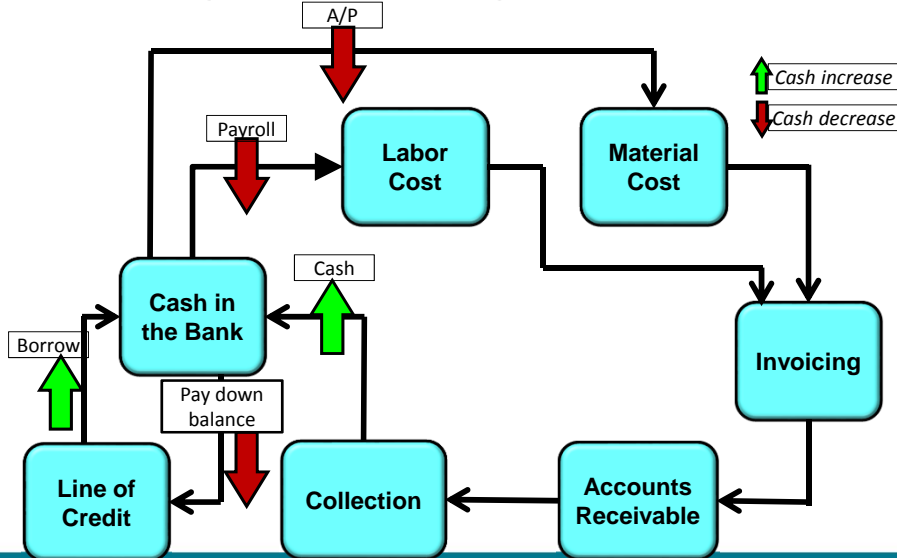 A/P
Cash increase
Cash decrease
Payroll
Labor
Cost
Material
Cost
Cash
Cash in
the Bank
Borrow
Invoicing
Pay down
balance
Line of
Credit
Collection
Accounts
Receivable